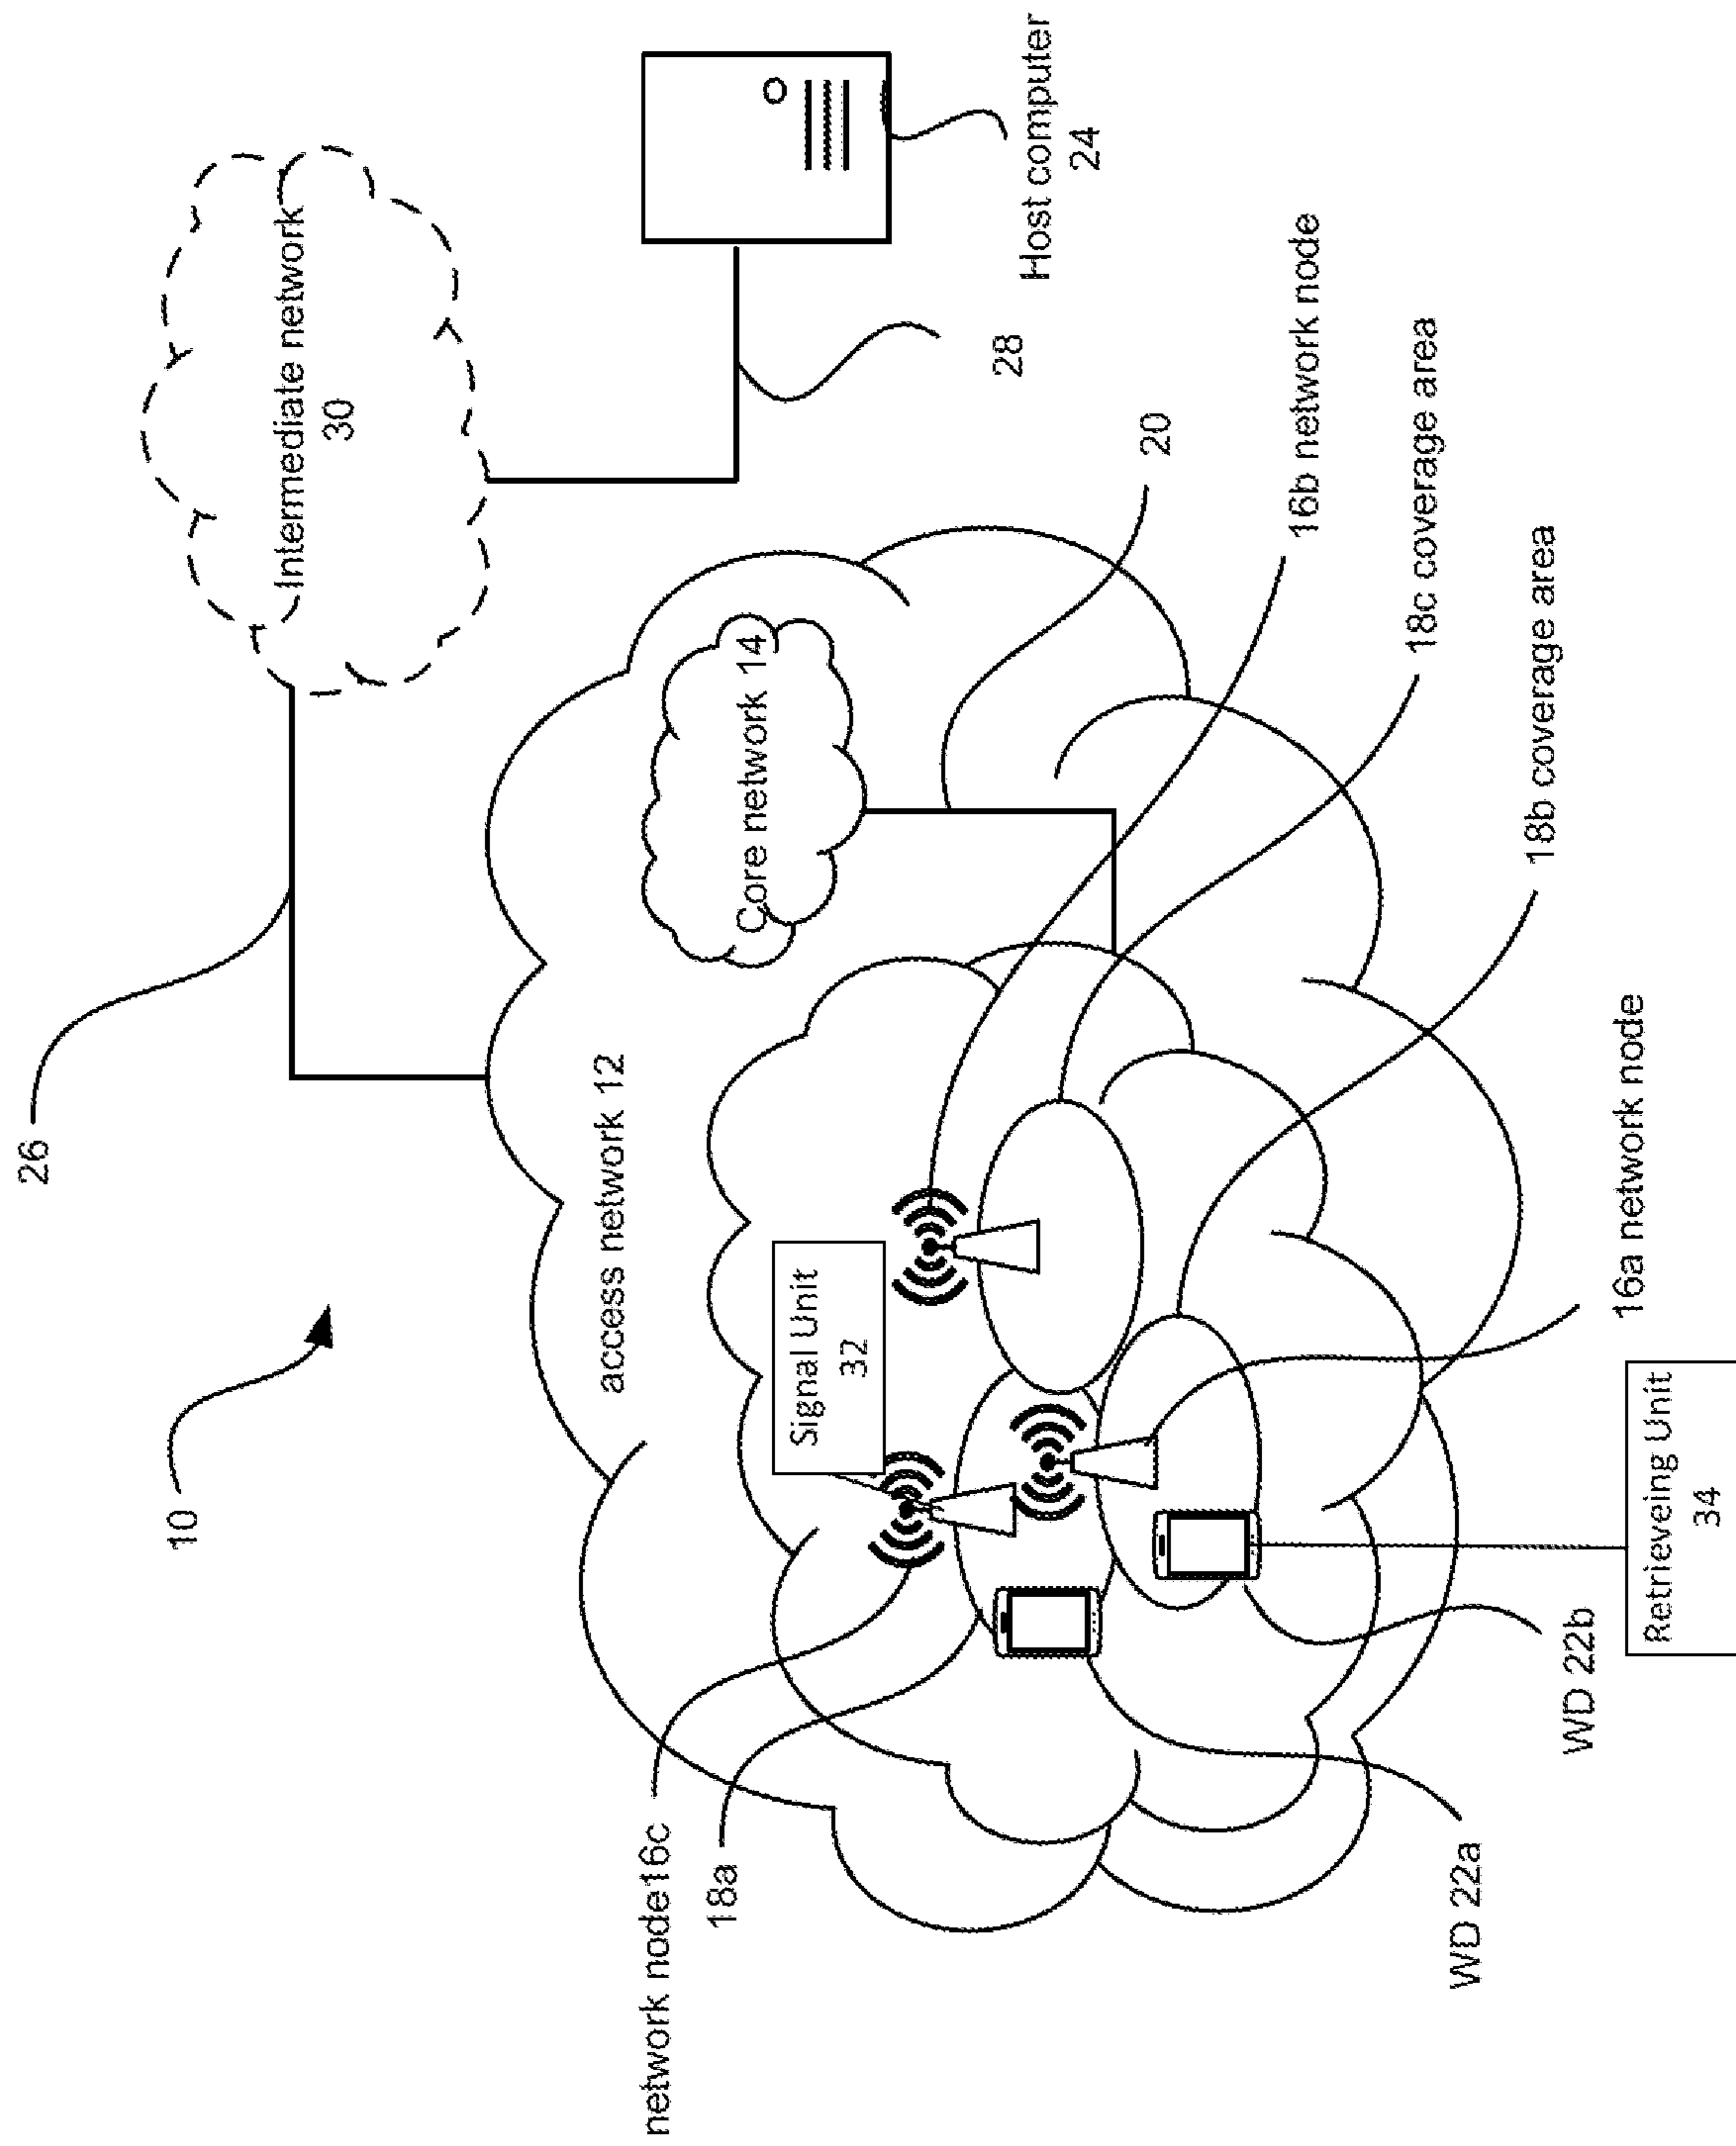 26
10
Intermediate network
30
Host computer
24
28
access network 12
Core network 14
20
16b network node
18c coverage area
18b coverage area
16a network node
Signal Unit
32
network node16c
18a
WD 22a
WD 22b
Retrieveing Unit
34